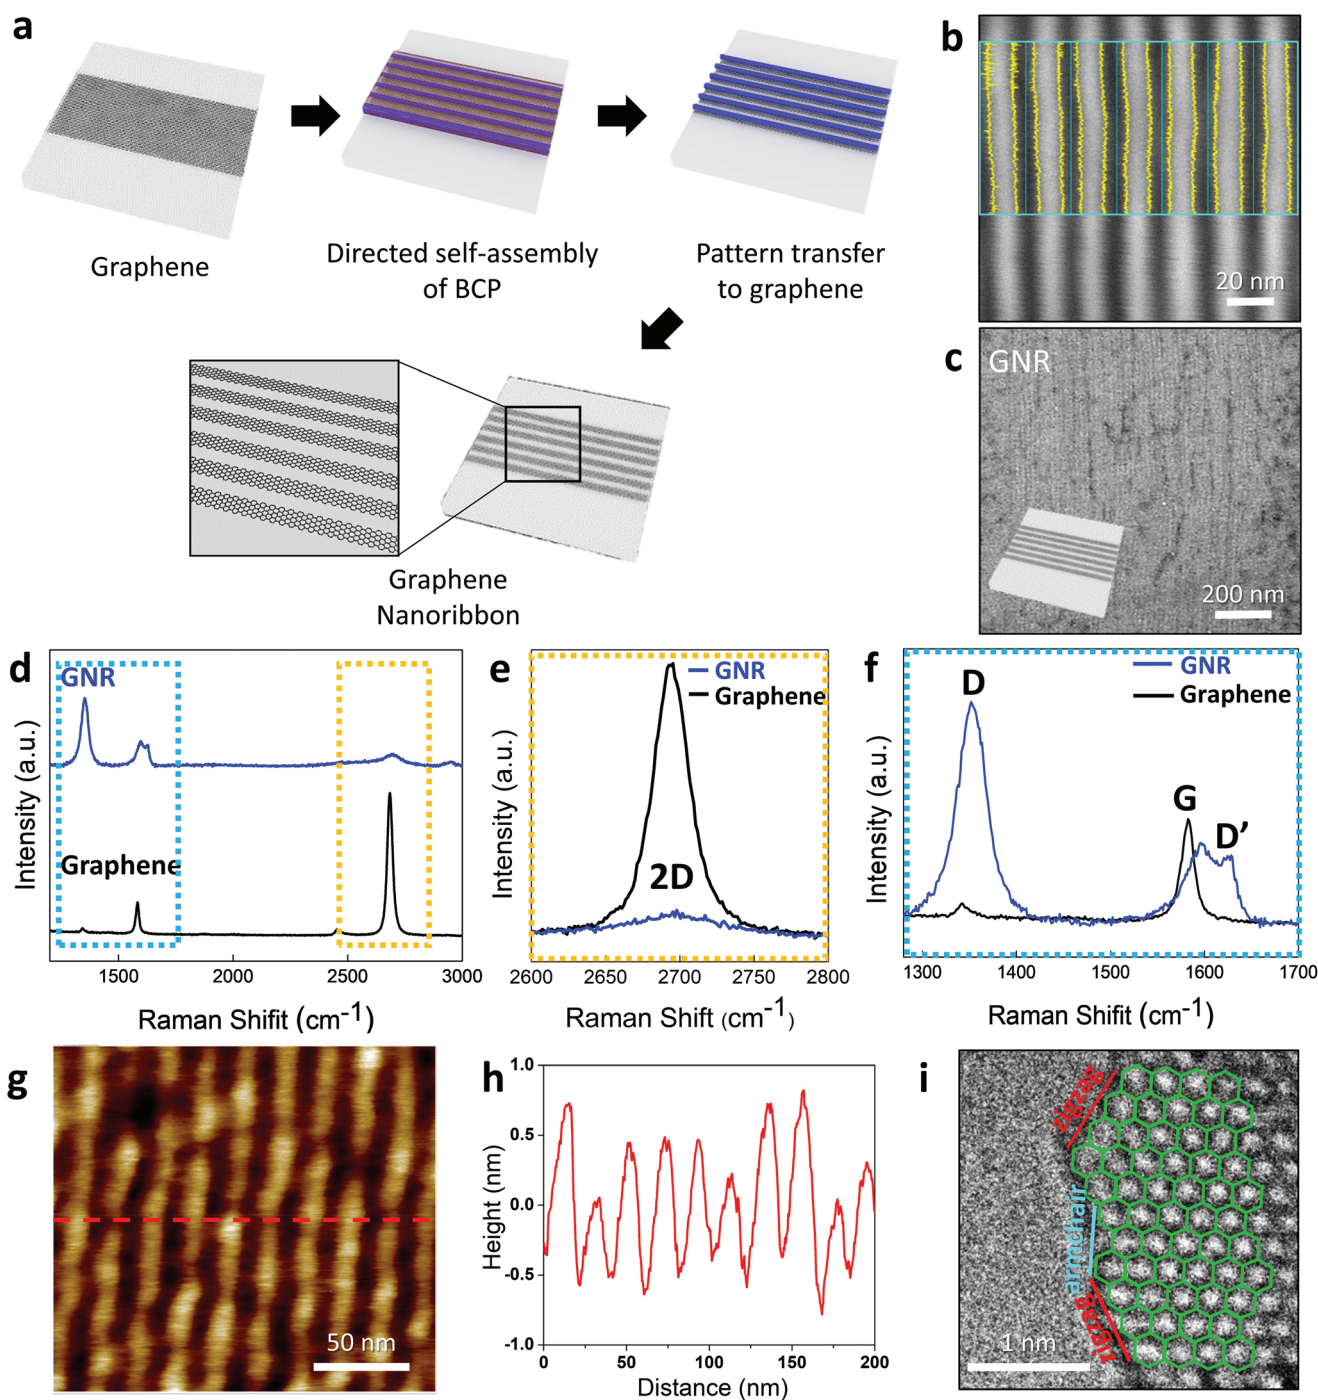 a
Graphene
Directed self-assembly
of BCP
Pattern transfer
to graphene
Graphene
Nanoribbon
b
20 nm
c
GNR
200 nm
d
GNR
Graphene
Intensity (a.u.)
1500
2000
2500
3000
Raman Shifit (cm-1)
e
GNR
Graphene
2D
Intensity (a.u.)
2600
2650
2700
2750
2800
Raman Shift (cm-1)
f
GNR
Graphene
D
G
D’
Intensity (a.u.)
1300
1400
1500
1600
1700
Raman Shifit (cm-1)
g
50 nm
h
1.0
0.5
0.0
-0.5
-1.0
Height (nm)
0
50
100
150
200
Distance (nm)
i
zigzag
armchair
zigzag
1 nm